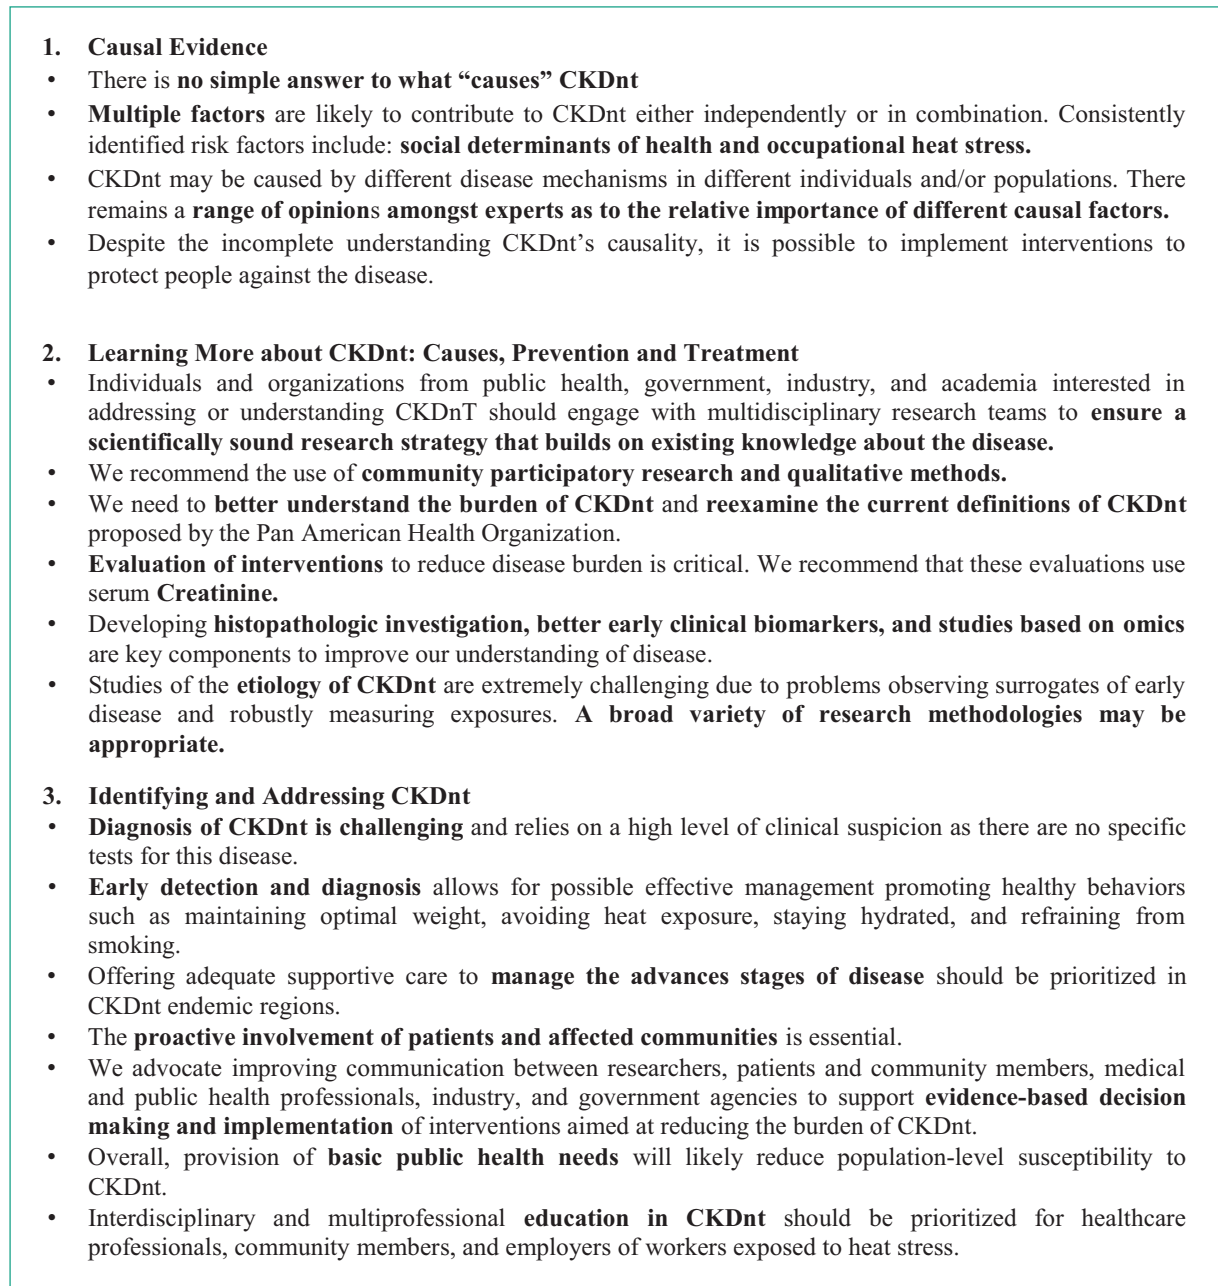 1. Causal Evidence
• There is no simple answer to what “causes” CKDnt
• Multiple factors are likely to contribute to CKDnt either independently or in combination. Consistently
identified risk factors include: social determinants of health and occupational heat stress.
• CKDnt may be caused by different disease mechanisms in different individuals and/or populations. There
remains a range of opinions amongst experts as to the relative importance of different causal factors.
• Despite the incomplete understanding CKDnt’s causality, it is possible to implement interventions to
protect people against the disease.
2. Learning More about CKDnt: Causes, Prevention and Treatment
• Individuals and organizations from public health, government, industry, and academia interested in
addressing or understanding CKDnT should engage with multidisciplinary research teams to ensure a
scientifically sound research strategy that builds on existing knowledge about the disease.
• We recommend the use of community participatory research and qualitative methods.
• We need to better understand the burden of CKDnt and reexamine the current definitions of CKDnt
proposed by the Pan American Health Organization.
• Evaluation of interventions to reduce disease burden is critical. We recommend that these evaluations use
serum Creatinine.
• Developing histopathologic investigation, better early clinical biomarkers, and studies based on omics
are key components to improve our understanding of disease.
• Studies of the etiology of CKDnt are extremely challenging due to problems observing surrogates of early
disease and robustly measuring exposures. A broad variety of research methodologies may be
appropriate.
3. Identifying and Addressing CKDnt
• Diagnosis of CKDnt is challenging and relies on a high level of clinical suspicion as there are no specific
tests for this disease.
• Early detection and diagnosis allows for possible effective management promoting healthy behaviors
such as maintaining optimal weight, avoiding heat exposure, staying hydrated, and refraining from
smoking.
• Offering adequate supportive care to manage the advances stages of disease should be prioritized in
CKDnt endemic regions.
• The proactive involvement of patients and affected communities is essential.
• We advocate improving communication between researchers, patients and community members, medical
and public health professionals, industry, and government agencies to support evidence-based decision
making and implementation of interventions aimed at reducing the burden of CKDnt.
• Overall, provision of basic public health needs will likely reduce population-level susceptibility to
CKDnt.
• Interdisciplinary and multiprofessional education in CKDnt should be prioritized for healthcare
professionals, community members, and employers of workers exposed to heat stress.